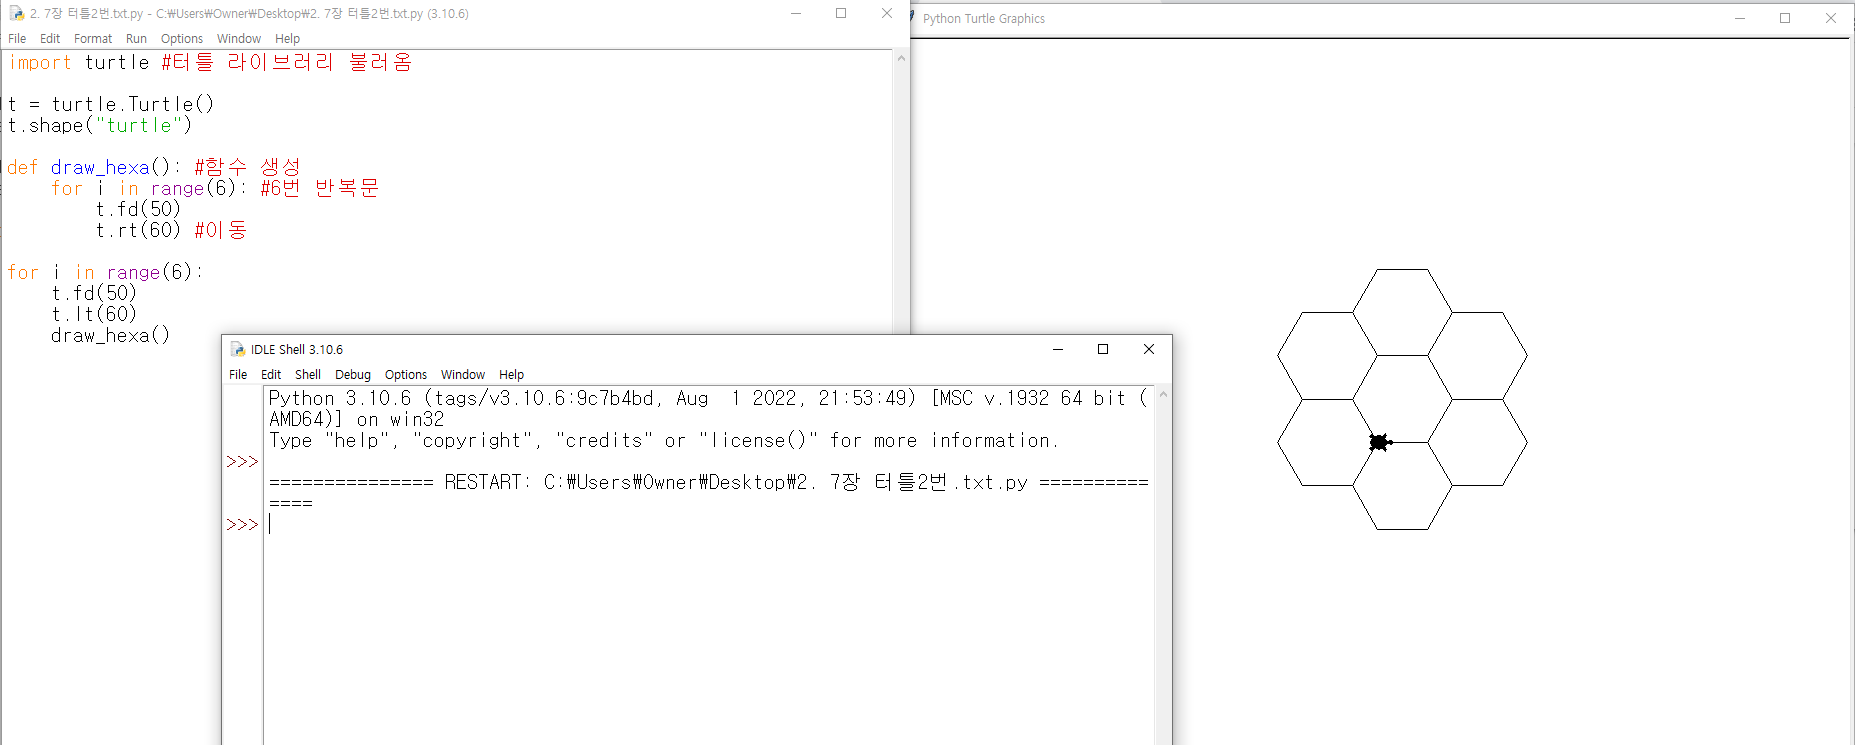 2. 7장 터틀2번.txt.py - C:₩Users₩Owner₩Desktop₩2. 7장 터틀2번.txt.py (3.10.6)
File Edit Format Run Options Window Help
import turtle #터틀 라이브러리 불러옴
t = turtle.Turtle()
t.shape("turtle")
def draw_hexa(): #함수 생성
for i in range(6): #6번 반복문
t.fd(50)
t.rt(60) #이동
for i in range(6):
t.fd(50)
t.lt(60)
draw_hexa()
Python Turtle Graphics
IDLE Shell 3.10.6
File Edit Shell Debug Options Window Help
Python 3.10.6 (tags/v3.10.6:9c7b4bd, Aug  1 2022, 21:53:49) [MSC v.1932 64 bit (
AMD64)] on win32
Type "help", "copyright", "credits" or "license()" for more information.
>>>
=============== RESTART: C:₩Users₩Owner₩Desktop₩2. 7장 터틀2번.txt.py ==========
====
>>>